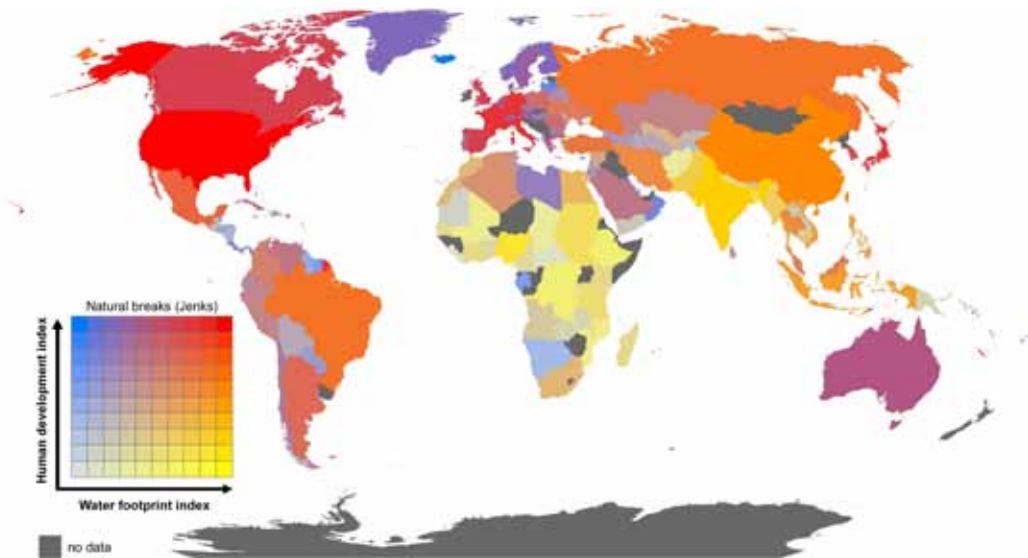 Natural breaks (Jenks)
Human development index
Water footprint index
no data